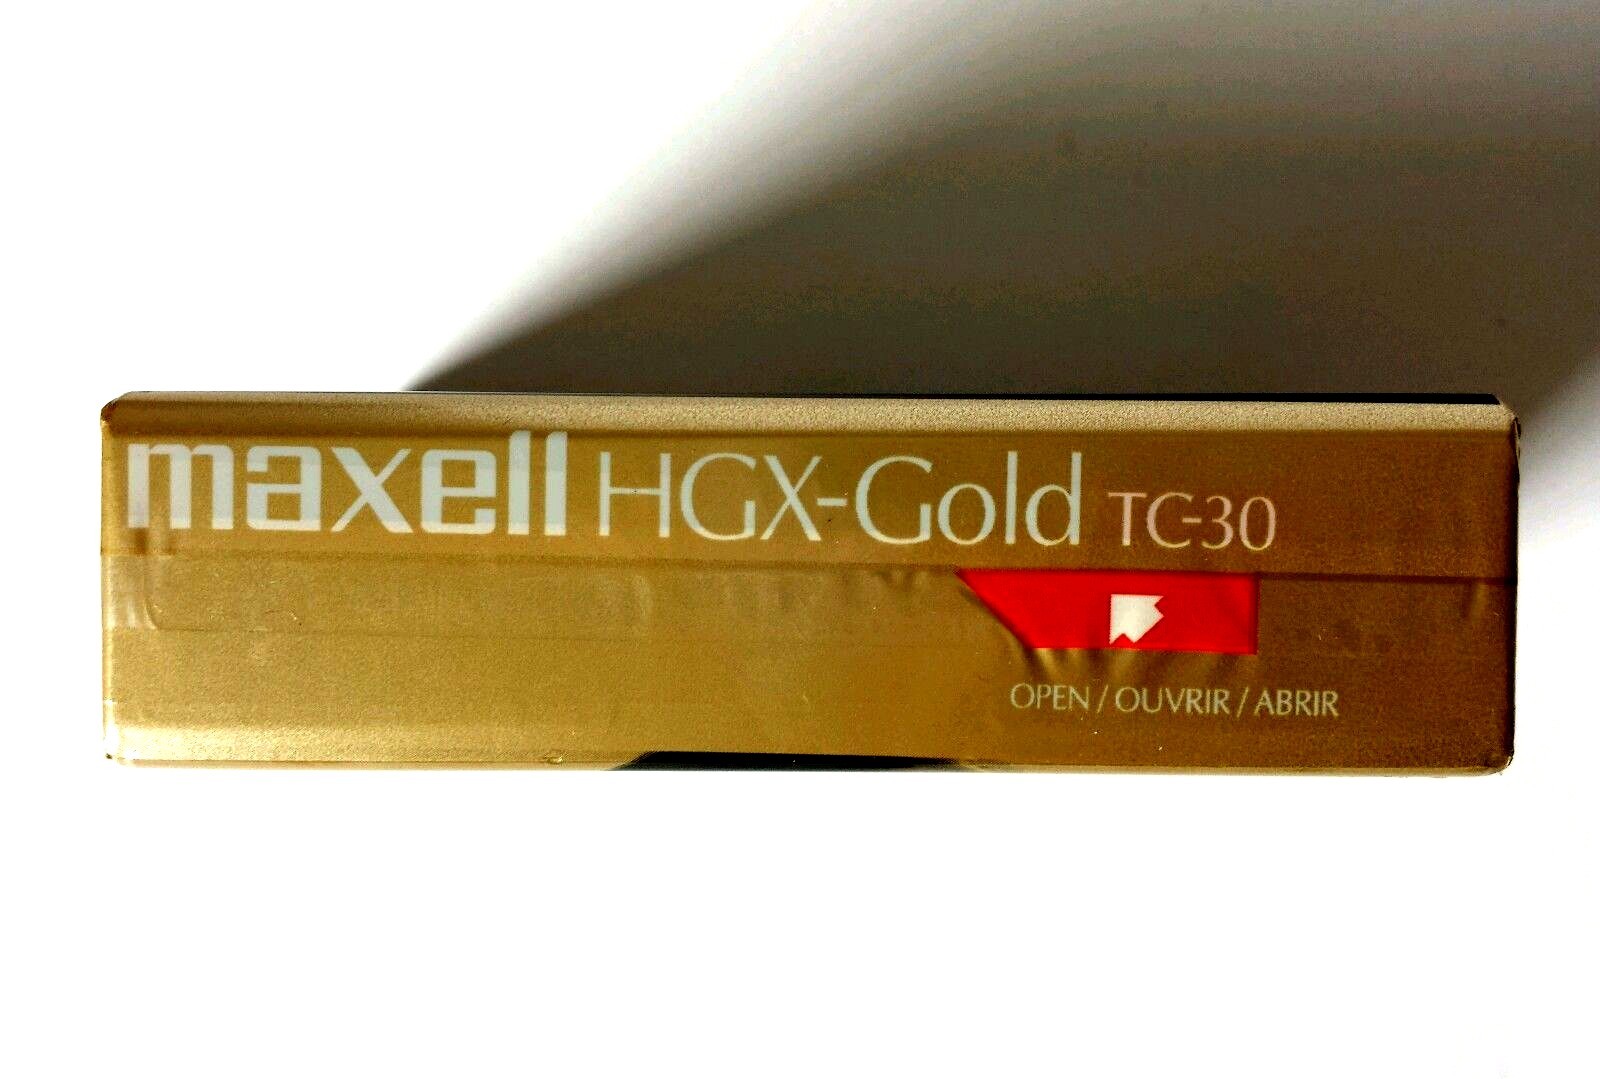 maxell HGX-Gold TC-30
OPEN/OUVRIR/ABRIR